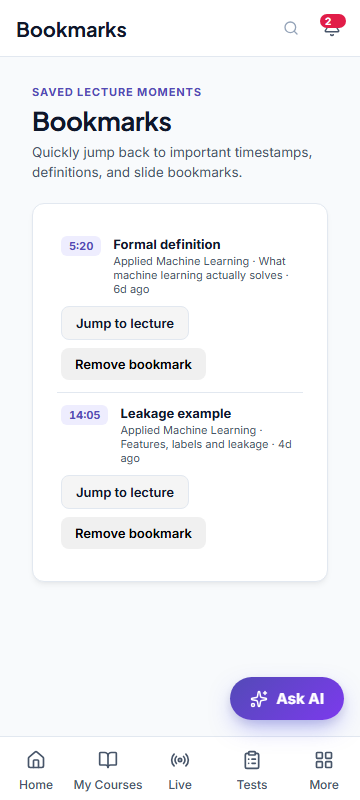 Bookmarks
2
SAVED LECTURE MOMENTS
Bookmarks
Quickly jump back to important timestamps,
definitions, and slide bookmarks.
5:20
Formal definition
Applied Machine Learning · What
machine learning actually solves ·
6d ago
Jump to lecture
Remove bookmark
14:05
Leakage example
Applied Machine Learning ·
Features, labels and leakage · 4d
ago
Jump to lecture
Remove bookmark
Ask AI
Home
My Courses
Live
Tests
More